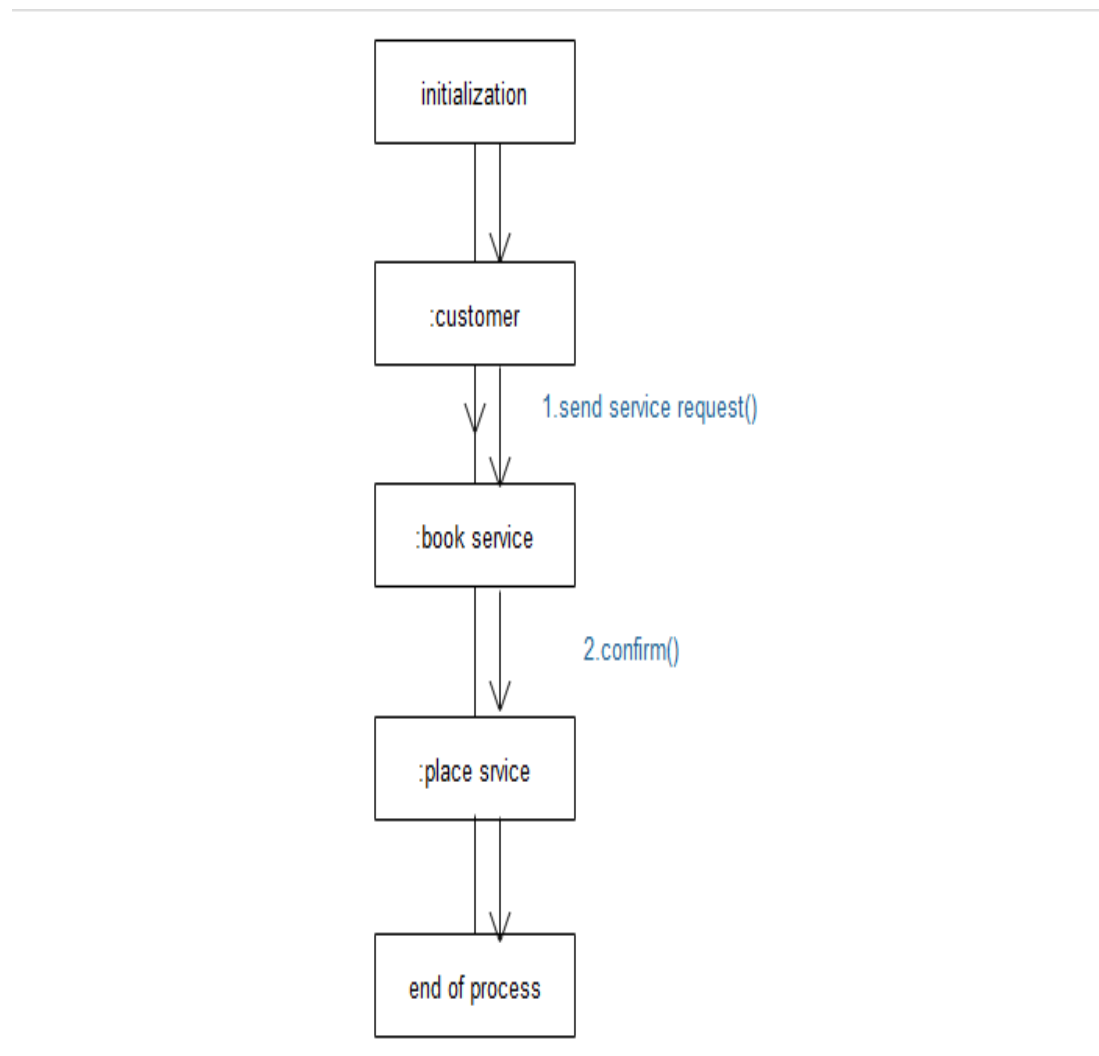 initialization
:customer
1.send service request()
:book service
2.confirm()
:place srvice
end of process